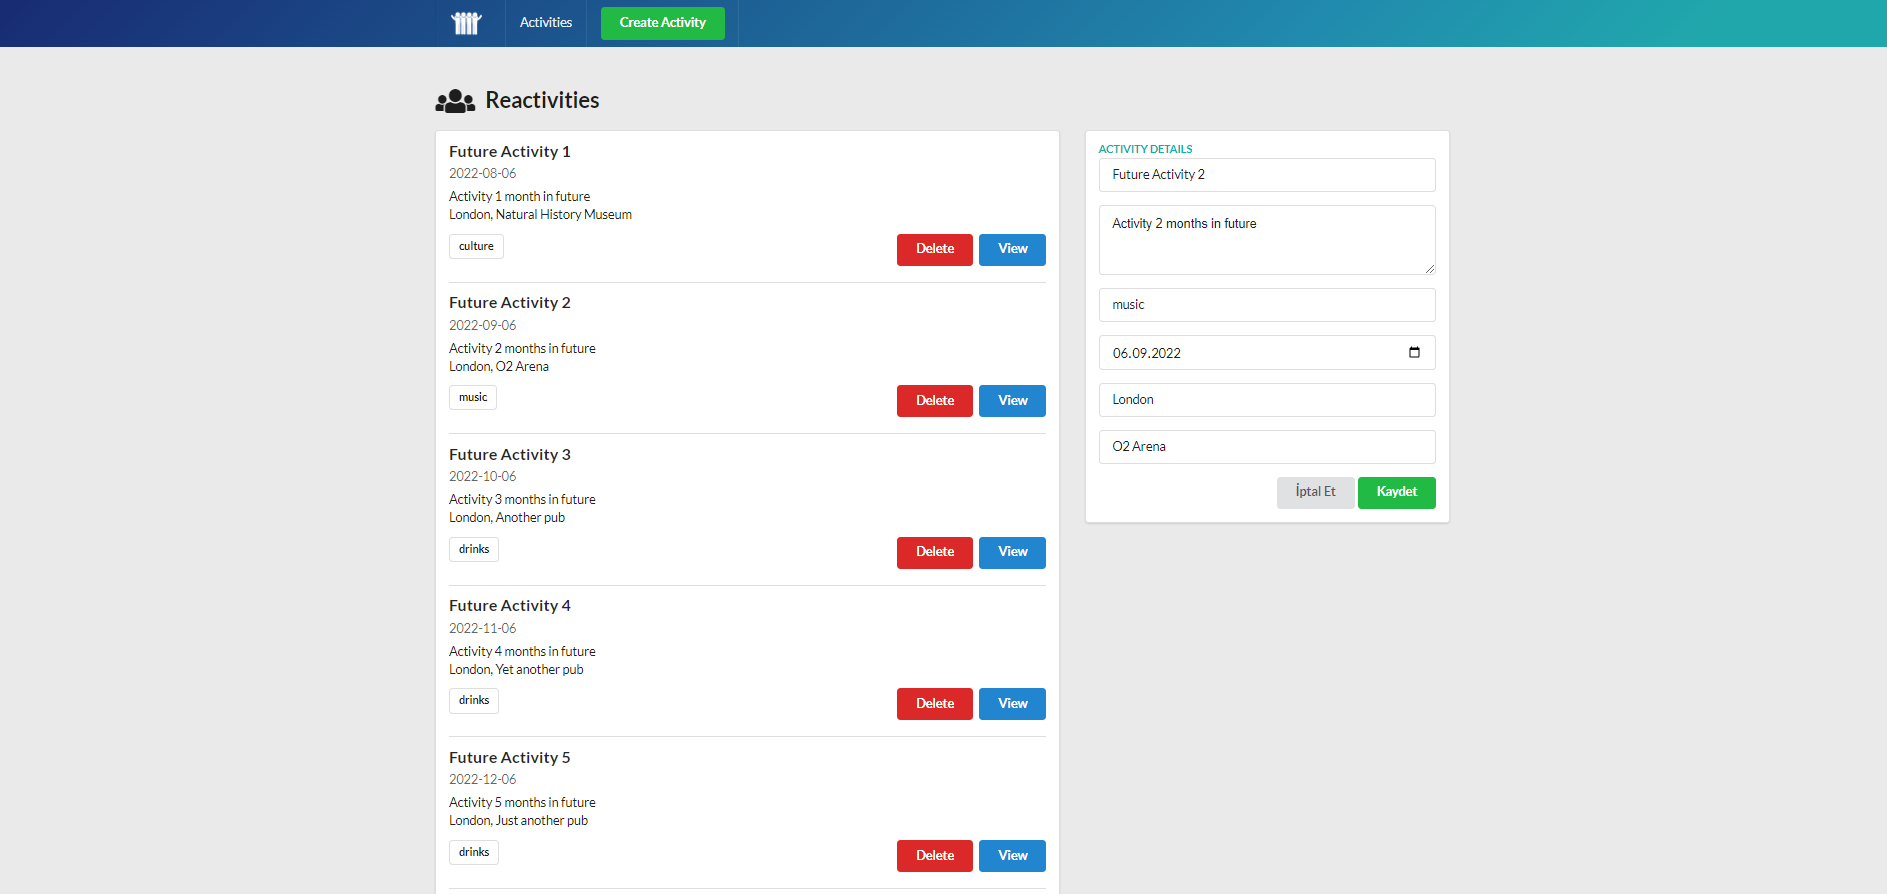 Activities
Create Activity
Reactivities
Future Activity 1
2022-08-06
Activity 1 month in future
London, Natural History Museum
culture
Delete
View
Future Activity 2
2022-09-06
Activity 2 months in future
London, O2 Arena
music
Delete
View
Future Activity 3
2022-10-06
Activity 3 months in future
London, Another pub
drinks
Delete
View
Future Activity 4
2022-11-06
Activity 4 months in future
London, Yet another pub
drinks
Delete
View
Future Activity 5
2022-12-06
Activity 5 months in future
London, Just another pub
drinks
Delete
View
ACTIVITY DETAILS
Future Activity 2
Activity 2 months in future
music
06.09.2022
London
O2 Arena
İptal Et
Kaydet